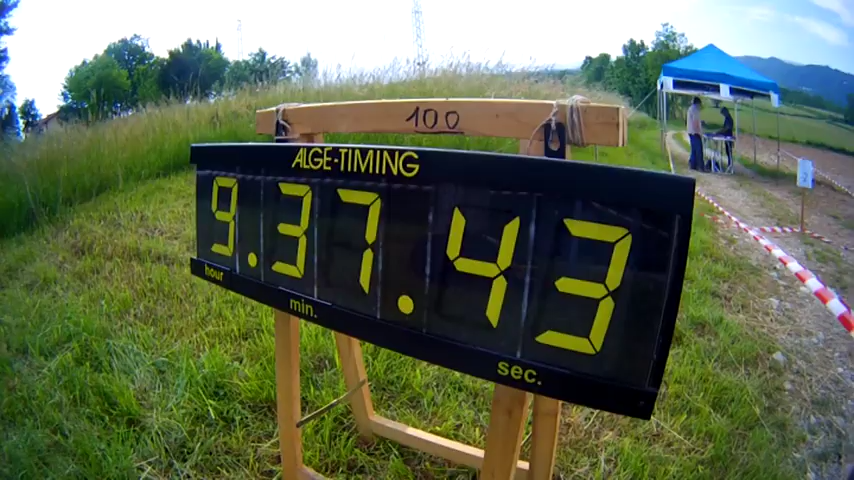 100
ALGE-TIMING
9.37.43
hour
min.
sec.